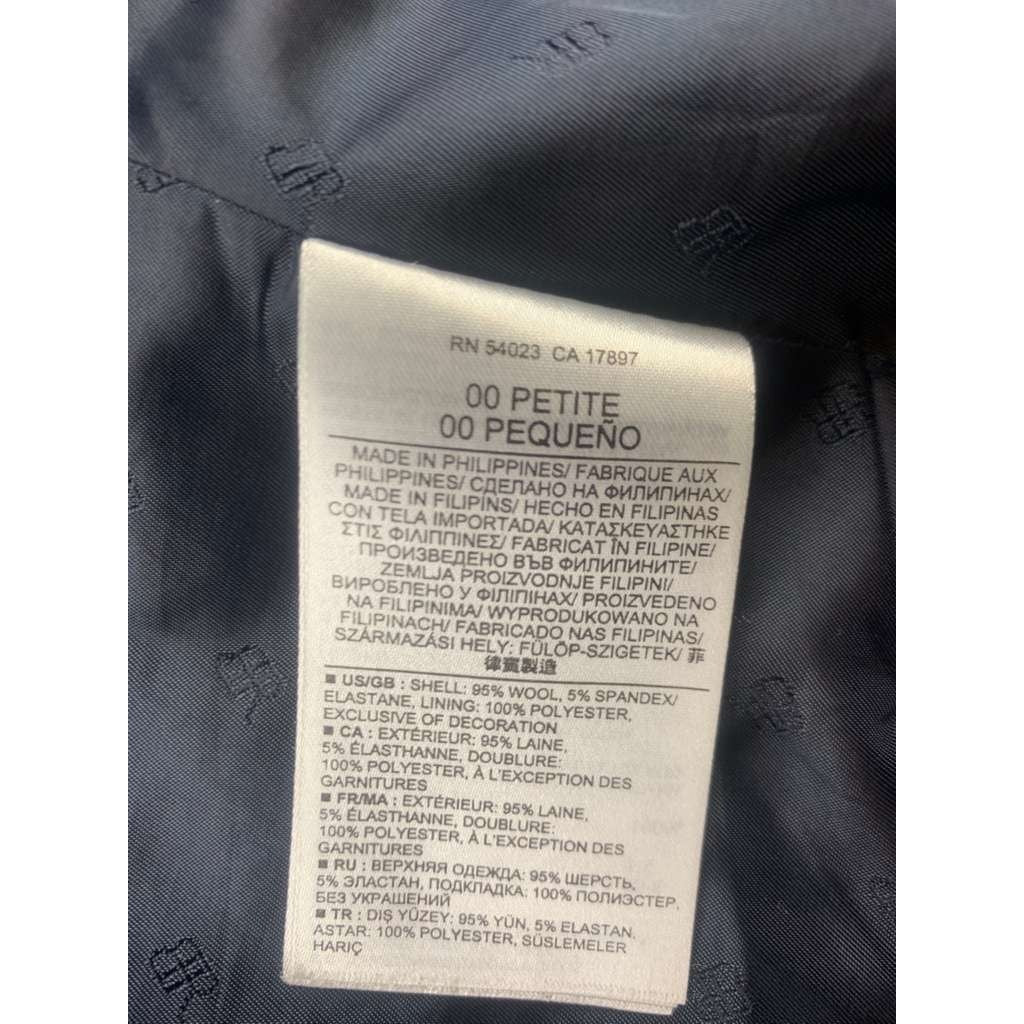 RN 54023 CA 17897
00 PETITE
00 PEQUEÑO
MADE IN PHILIPPINES/ FABRIQUE AUX
PHILIPPINES/ СДЕЛАНО НА ФИЛИПИНАХ/
MADE IN FILIPINS/ HECHO EN FILIPINAS
CON TELA IMPORTADA/ ΚΑΤΑΣΚΕΥΑΣΤΗΚΕ
ΣΤΙΣ ΦΙΛΙΠΠΙΝΕΣ/ FABRICAT ÎN FILIPINE/
ПРОИЗВЕДЕНО ВЪВ ФИЛИПИНИТЕ/
ZEMLJA PROIZVODNJE FILIPINI/
ВИРОБЛЕНО У ФІЛІПІНАХ/ PROIZVEDENO
NA FILIPINIMA/ WYPRODUKOWANO NA
FILIPINACH/ FABRICADO NAS FILIPINAS/
SZÁRMAZÁSI HELY: FÜLÖP-SZIGETEK/ 菲
律賓製造
US/GB : SHELL: 95% WOOL, 5% SPANDEX/
ELASTANE, LINING: 100% POLYESTER,
EXCLUSIVE OF DECORATION
CA : EXTÉRIEUR: 95% LAINE,
5% ÉLASTHANNE, DOUBLURE:
100% POLYESTER, À L'EXCEPTION DES
GARNITURES
FR/MA : EXTÉRIEUR: 95% LAINE,
5% ÉLASTHANNE, DOUBLURE:
100% POLYESTER, À L'EXCEPTION DES
GARNITURES
RU : ВЕРХНЯЯ ОДЕЖДА: 95% ШЕРСТЬ,
5% ЭЛАСТАН, ПОДКЛАДКА: 100% ПОЛИЭСТЕР,
БЕЗ УКРАШЕНИЙ
TR : DIŞ YÜZEY: 95% YÜN, 5% ELASTAN,
ASTAR: 100% POLYESTER, SÜSLEMELER
HARIÇ